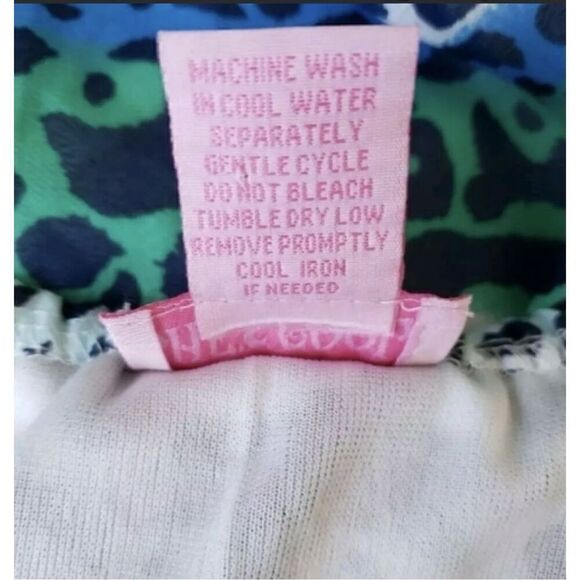 MACHINE WASH
IN COOL WATER
SEPARATELY
GENTLE CYCLE
DO NOT BLEACH
TUMBLE DRY LOW
REMOVE PROMPTLY
COOL IRON
IF NEEDED